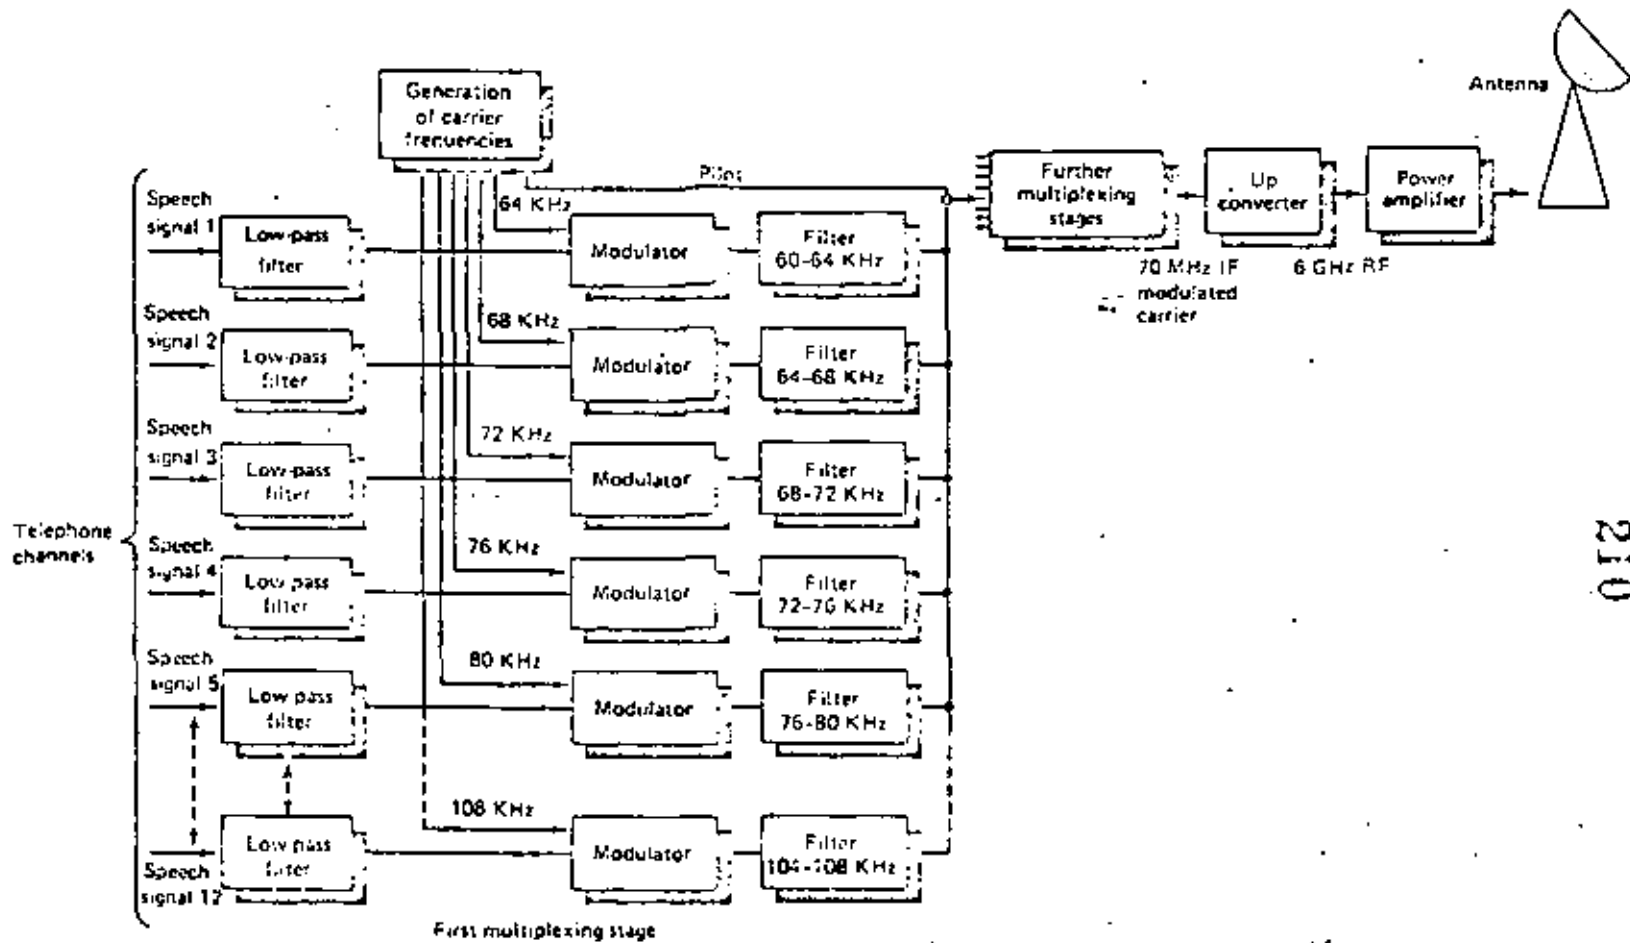 Generation
of carrier
frequencies
Antenna
Pilot
Further
multiplexing
stages
Up
converter
Power
amplifier
70 MHz IF
modulated
carrier
6 GHz RF
Telephone
channels
Speech
signal 1
Low-pass
filter
64 KHz
Modulator
Filter
60-64 KHz
Speech
signal 2
Low-pass
filter
68 KHz
Modulator
Filter
64-68 KHz
Speech
signal 3
Low-pass
filter
72 KHz
Modulator
Filter
68-72 KHz
Speech
signal 4
Low-pass
filter
76 KHz
Modulator
Filter
72-76 KHz
Speech
signal 5
Low-pass
filter
80 KHz
Modulator
Filter
76-80 KHz
Speech
signal 12
Low-pass
filter
108 KHz
Modulator
Filter
104-108 KHz
First multiplexing stage
210